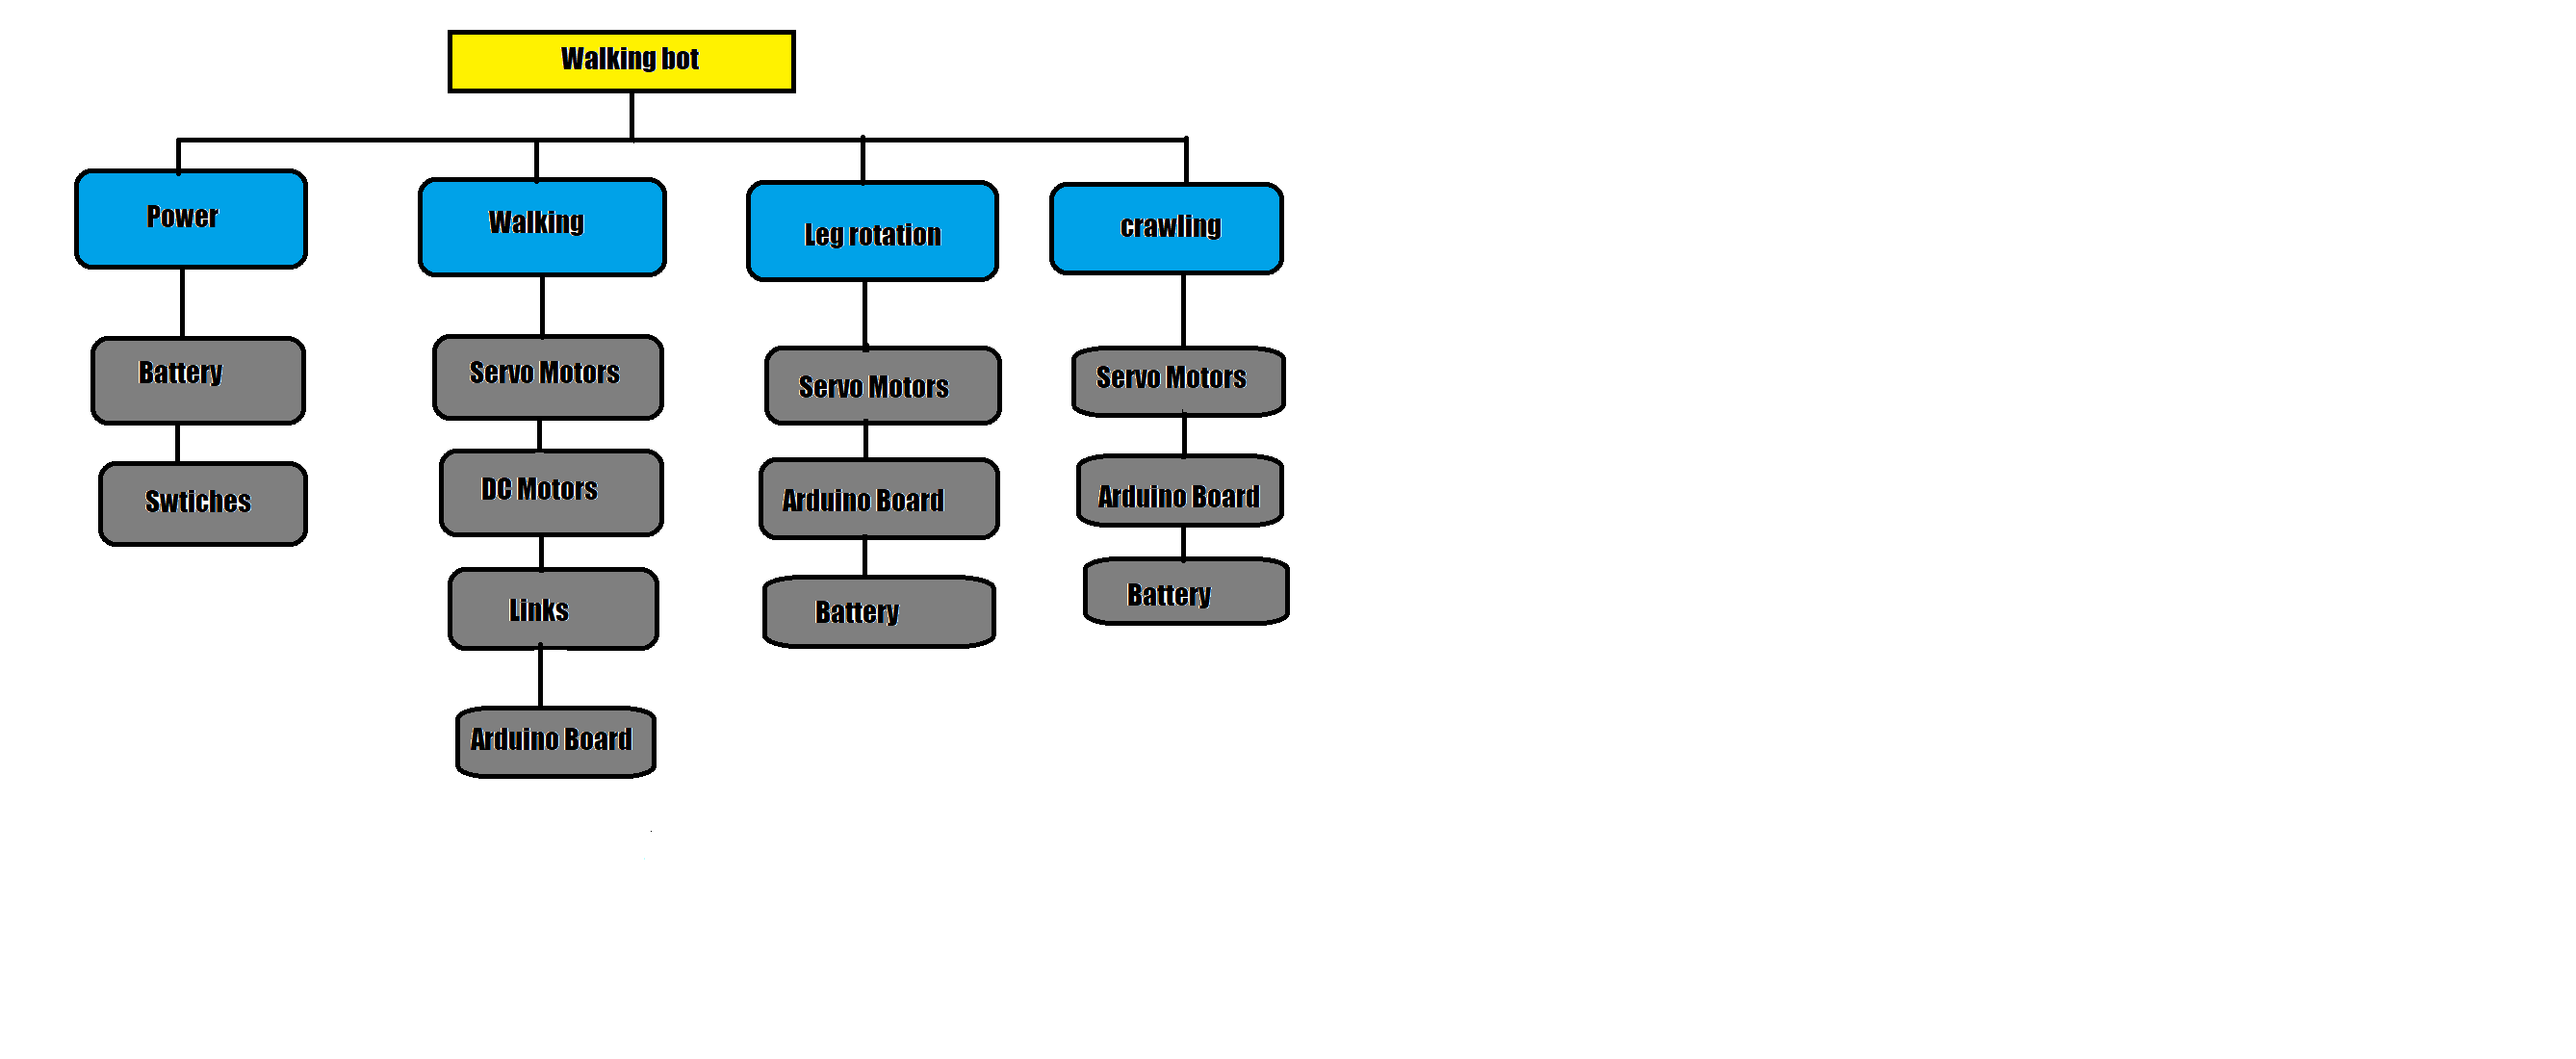 Walking bot
Power
Walking
Leg rotation
crawling
Battery
Servo Motors
Servo Motors
Servo Motors
Swtiches
DC Motors
Arduino Board
Arduino Board
Links
Battery
Battery
Arduino Board